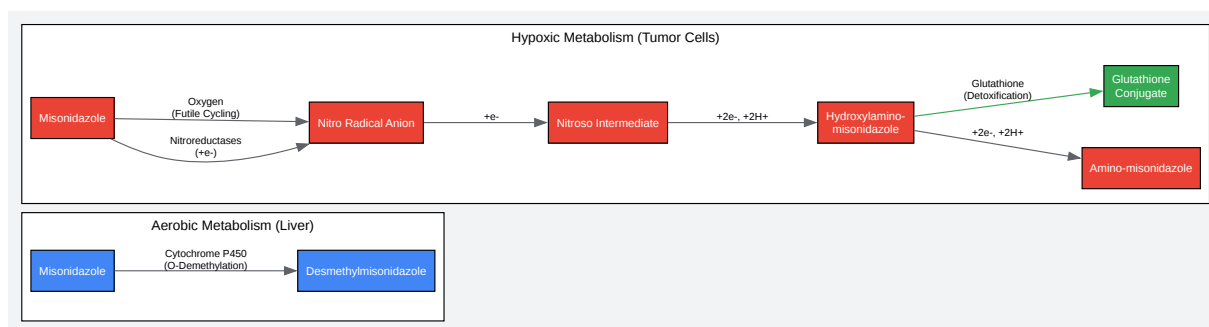 Hypoxic Metabolism (Tumor Cells)
Misonidazole
Oxygen
(Futile Cycling)
Nitroreductases
(+e-)
Nitro Radical Anion
+e-
Nitroso Intermediate
+2e-, +2H+
Hydroxylamino-
misonidazole
Glutathione
(Detoxification)
Glutathione
Conjugate
+2e-, +2H+
Amino-misonidazole
Aerobic Metabolism (Liver)
Misonidazole
Cytochrome P450
(O-Demethylation)
Desmethylmisonidazole